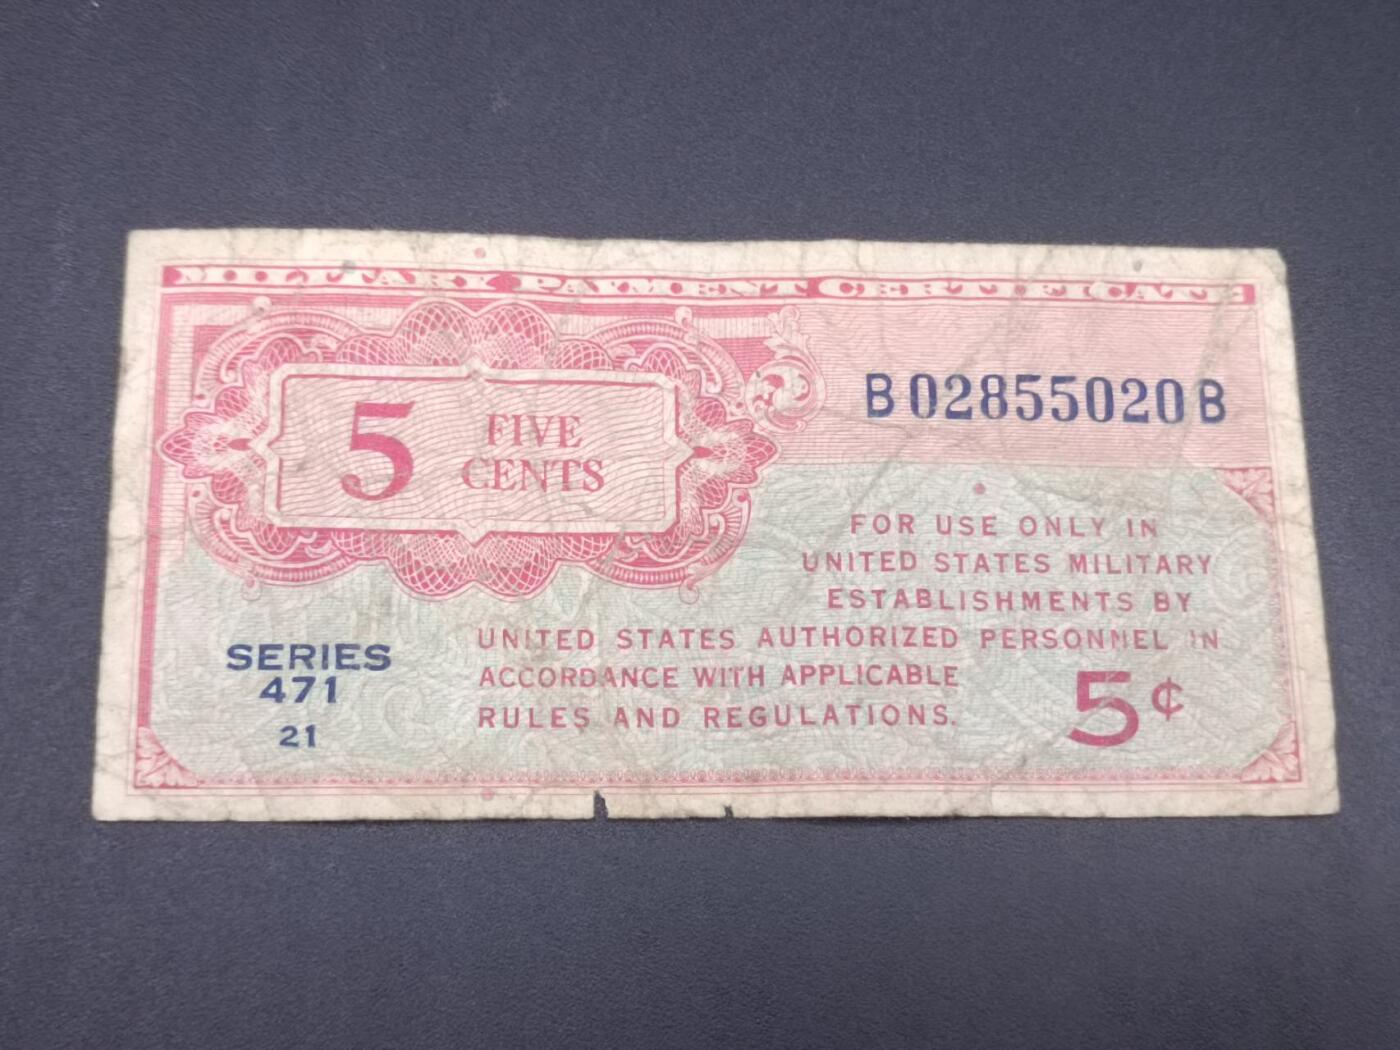 MILITARY PAYMENT CERTIFICATE
B02855020B
5 FIVE
CENTS
FOR USE ONLY IN
UNITED STATES MILITARY
ESTABLISHMENTS BY
UNITED STATES AUTHORIZED PERSONNEL IN
ACCORDANCE WITH APPLICABLE
RULES AND REGULATIONS.
5¢
SERIES
471
21